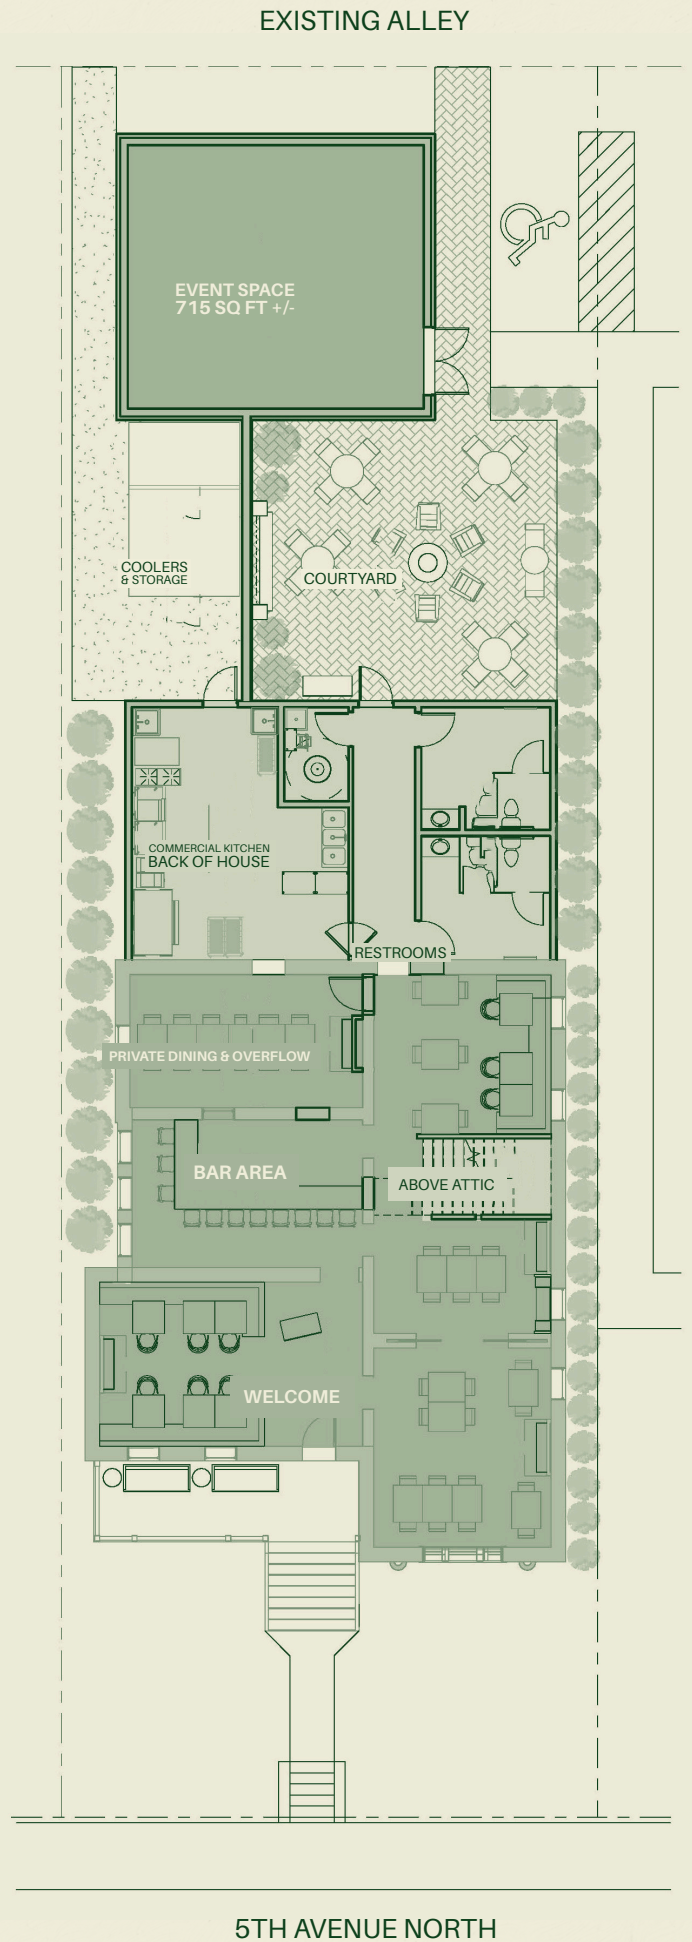 EXISTING ALLEY
EVENT SPACE
715 SQ FT +/-
COOLERS
& STORAGE
COURTYARD
COMMERCIAL KITCHEN
BACK OF HOUSE
RESTROOMS
PRIVATE DINING & OVERFLOW
BAR AREA
ABOVE ATTIC
WELCOME
5TH AVENUE NORTH